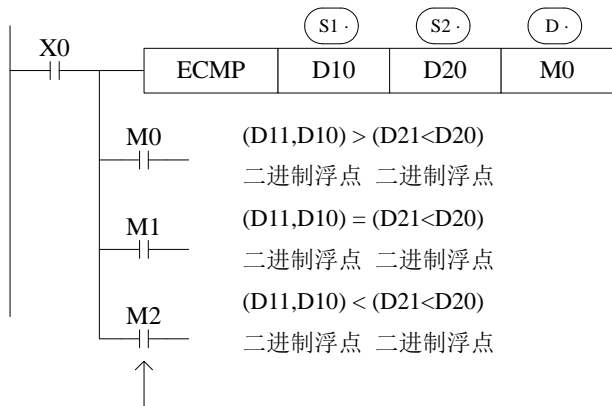 S1· S2· D·
X0
ECMP D10 D20 M0
M0 (D11,D10) > (D21<D20)
二进制浮点 二进制浮点
M1 (D11,D10) = (D21<D20)
二进制浮点 二进制浮点
M2 (D11,D10) < (D21<D20)
二进制浮点 二进制浮点